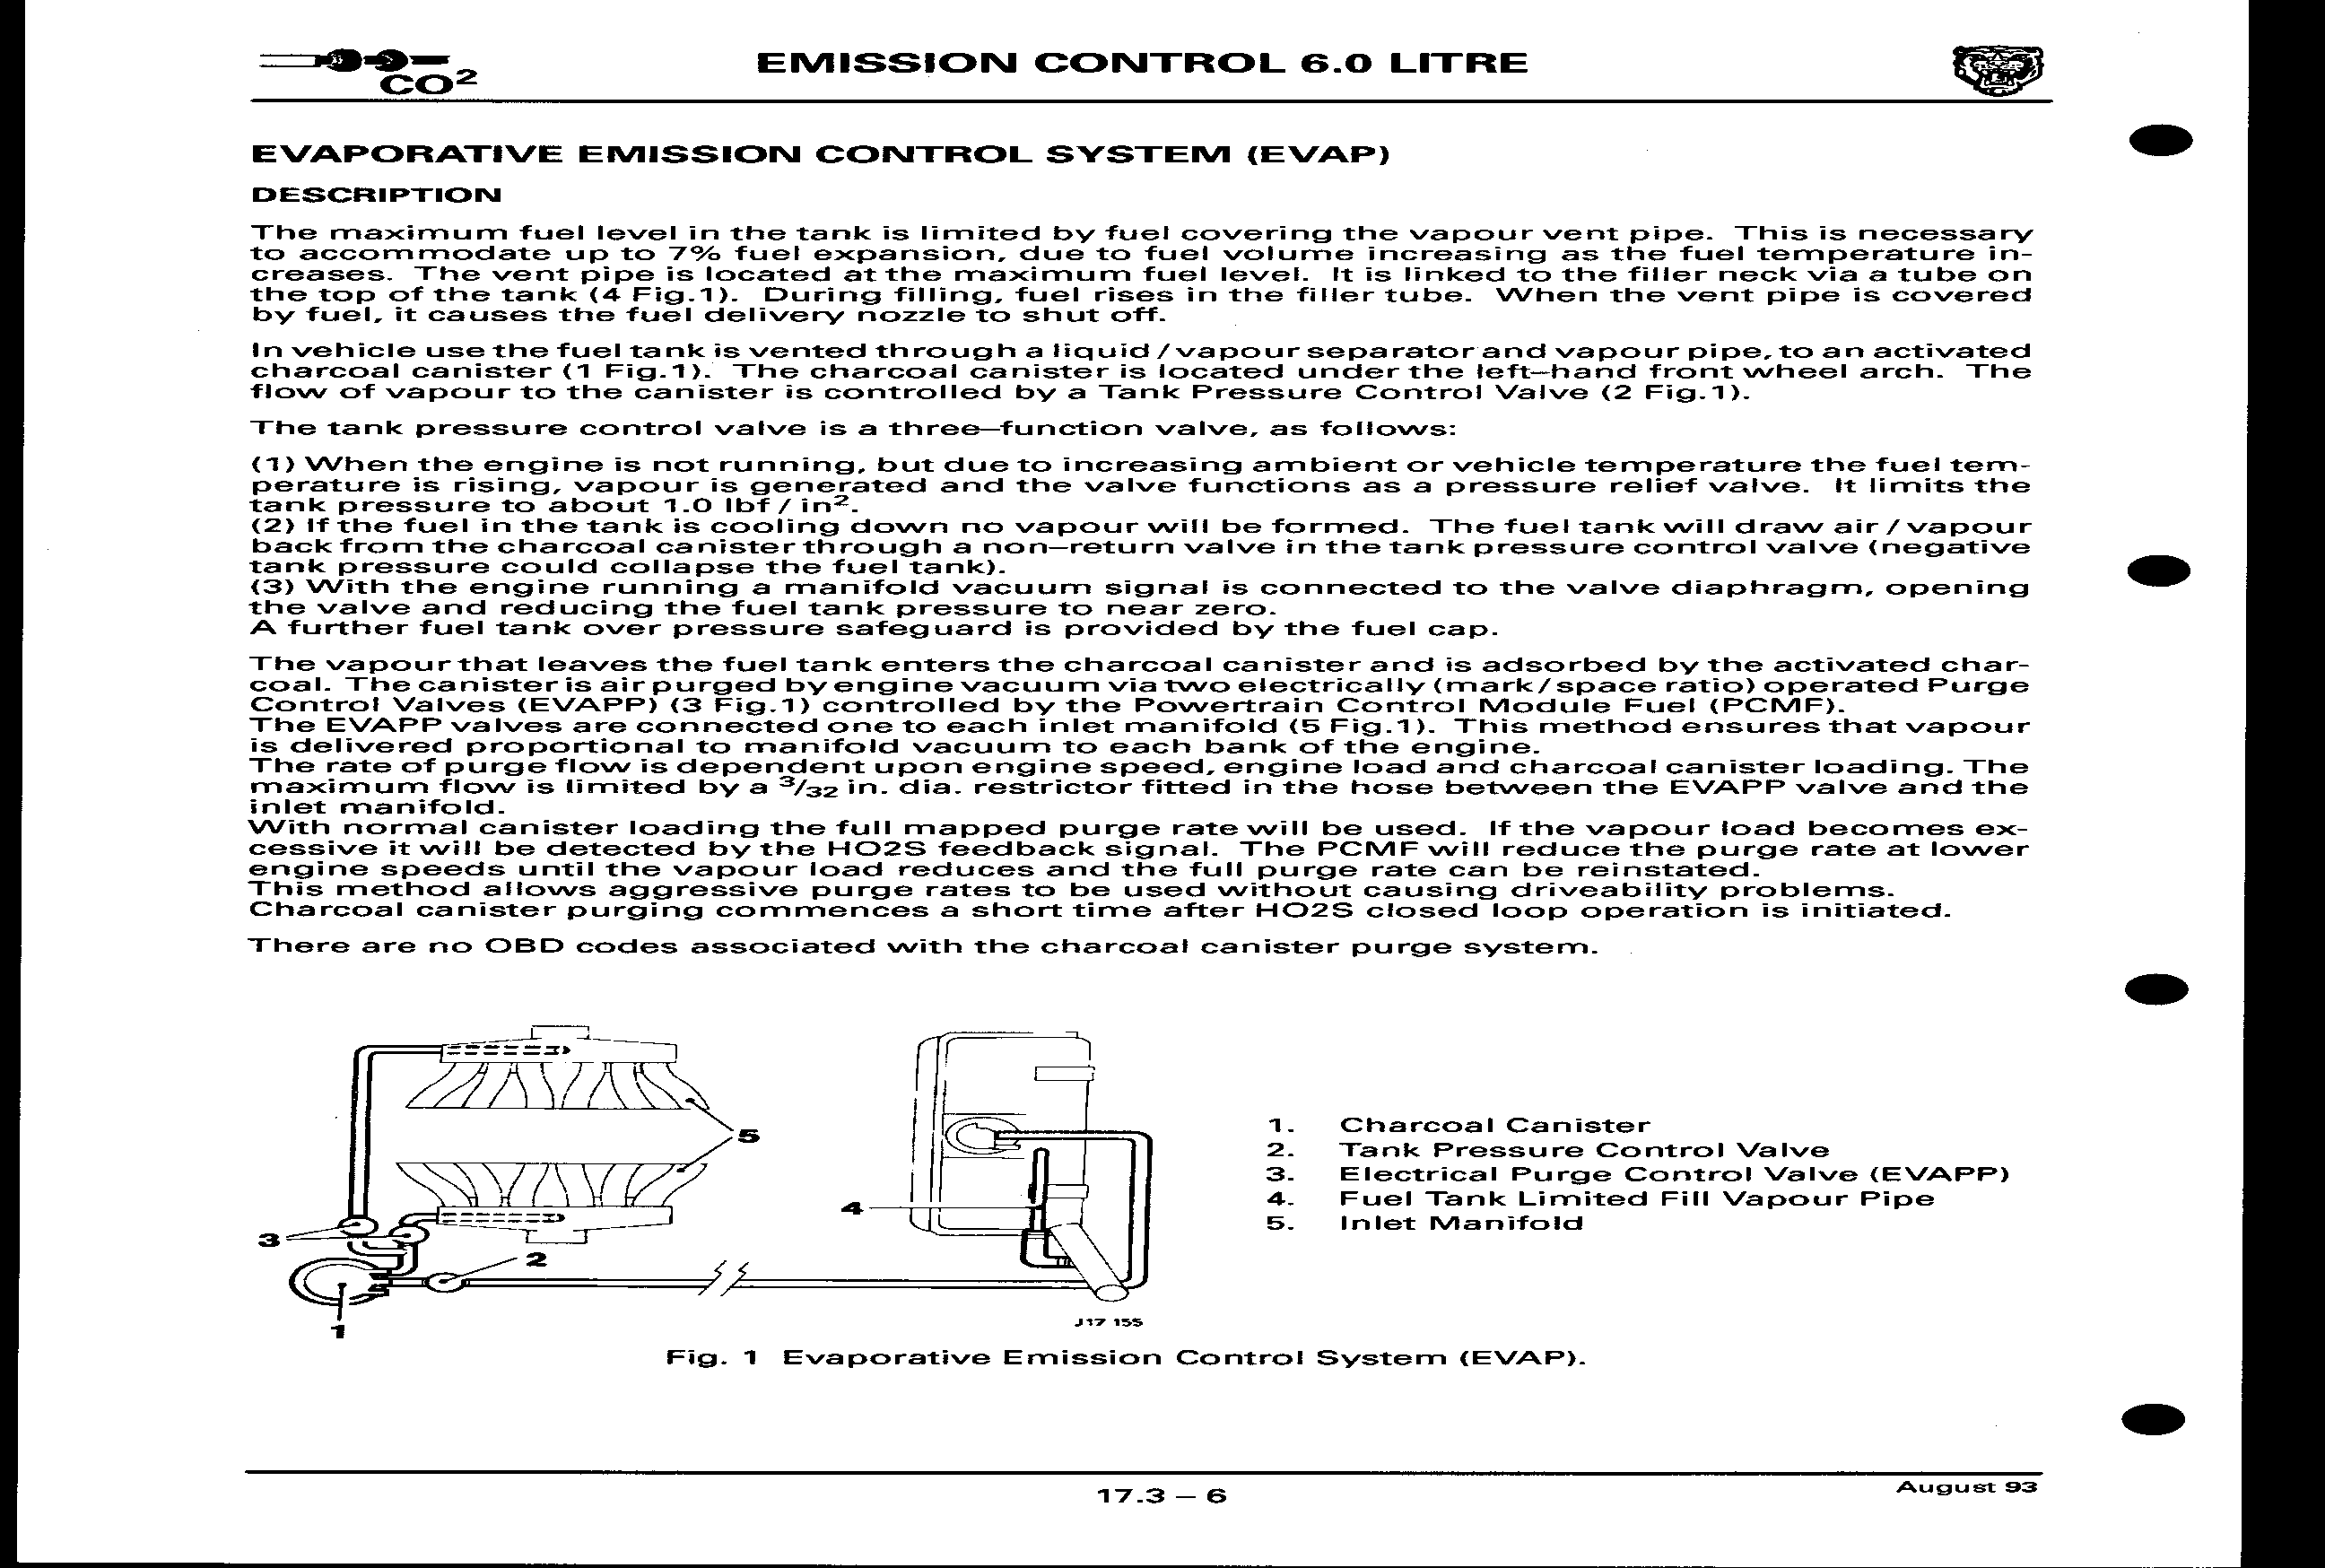 CO²
EMISSION CONTROL 6.0 LITRE
EVAPORATIVE EMISSION CONTROL SYSTEM (EVAP)
DESCRIPTION
The maximum fuel level in the tank is limited by fuel covering the vapour vent pipe. This is necessary
to accommodate up to 7% fuel expansion, due to fuel volume increasing as the fuel temperature in-
creases. The vent pipe is located at the maximum fuel level. It is linked to the filler neck via a tube on
the top of the tank (4 Fig.1). During filling, fuel rises in the filler tube. When the vent pipe is covered
by fuel, it causes the fuel delivery nozzle to shut off.
In vehicle use the fuel tank is vented through a liquid / vapour separator and vapour pipe, to an activated
charcoal canister (1 Fig.1). The charcoal canister is located under the left–hand front wheel arch. The
flow of vapour to the canister is controlled by a Tank Pressure Control Valve (2 Fig.1).
The tank pressure control valve is a three–function valve, as follows:
(1) When the engine is not running, but due to increasing ambient or vehicle temperature the fuel tem-
perature is rising, vapour is generated and the valve functions as a pressure relief valve. It limits the
tank pressure to about 1.0 lbf / in².
(2) If the fuel in the tank is cooling down no vapour will be formed. The fuel tank will draw air / vapour
back from the charcoal canister through a non–return valve in the tank pressure control valve (negative
tank pressure could collapse the fuel tank).
(3) With the engine running a manifold vacuum signal is connected to the valve diaphragm, opening
the valve and reducing the fuel tank pressure to near zero.
A further fuel tank over pressure safeguard is provided by the fuel cap.
The vapour that leaves the fuel tank enters the charcoal canister and is adsorbed by the activated char-
coal. The canister is air purged by engine vacuum via two electrically (mark / space ratio) operated Purge
Control Valves (EVAPP) (3 Fig.1) controlled by the Powertrain Control Module Fuel (PCMF).
The EVAPP valves are connected one to each inlet manifold (5 Fig.1). This method ensures that vapour
is delivered proportional to manifold vacuum to each bank of the engine.
The rate of purge flow is dependent upon engine speed, engine load and charcoal canister loading. The
maximum flow is limited by a ³/₃₂ in. dia. restrictor fitted in the hose between the EVAPP valve and the
inlet manifold.
With normal canister loading the full mapped purge rate will be used. If the vapour load becomes ex-
cessive it will be detected by the HO2S feedback signal. The PCMF will reduce the purge rate at lower
engine speeds until the vapour load reduces and the full purge rate can be reinstated.
This method allows aggressive purge rates to be used without causing driveability problems.
Charcoal canister purging commences a short time after HO2S closed loop operation is initiated.
There are no OBD codes associated with the charcoal canister purge system.
5
4
3
2
1
J17 155
1. Charcoal Canister
2. Tank Pressure Control Valve
3. Electrical Purge Control Valve (EVAPP)
4. Fuel Tank Limited Fill Vapour Pipe
5. Inlet Manifold
Fig. 1 Evaporative Emission Control System (EVAP).
17.3 – 6
August 93